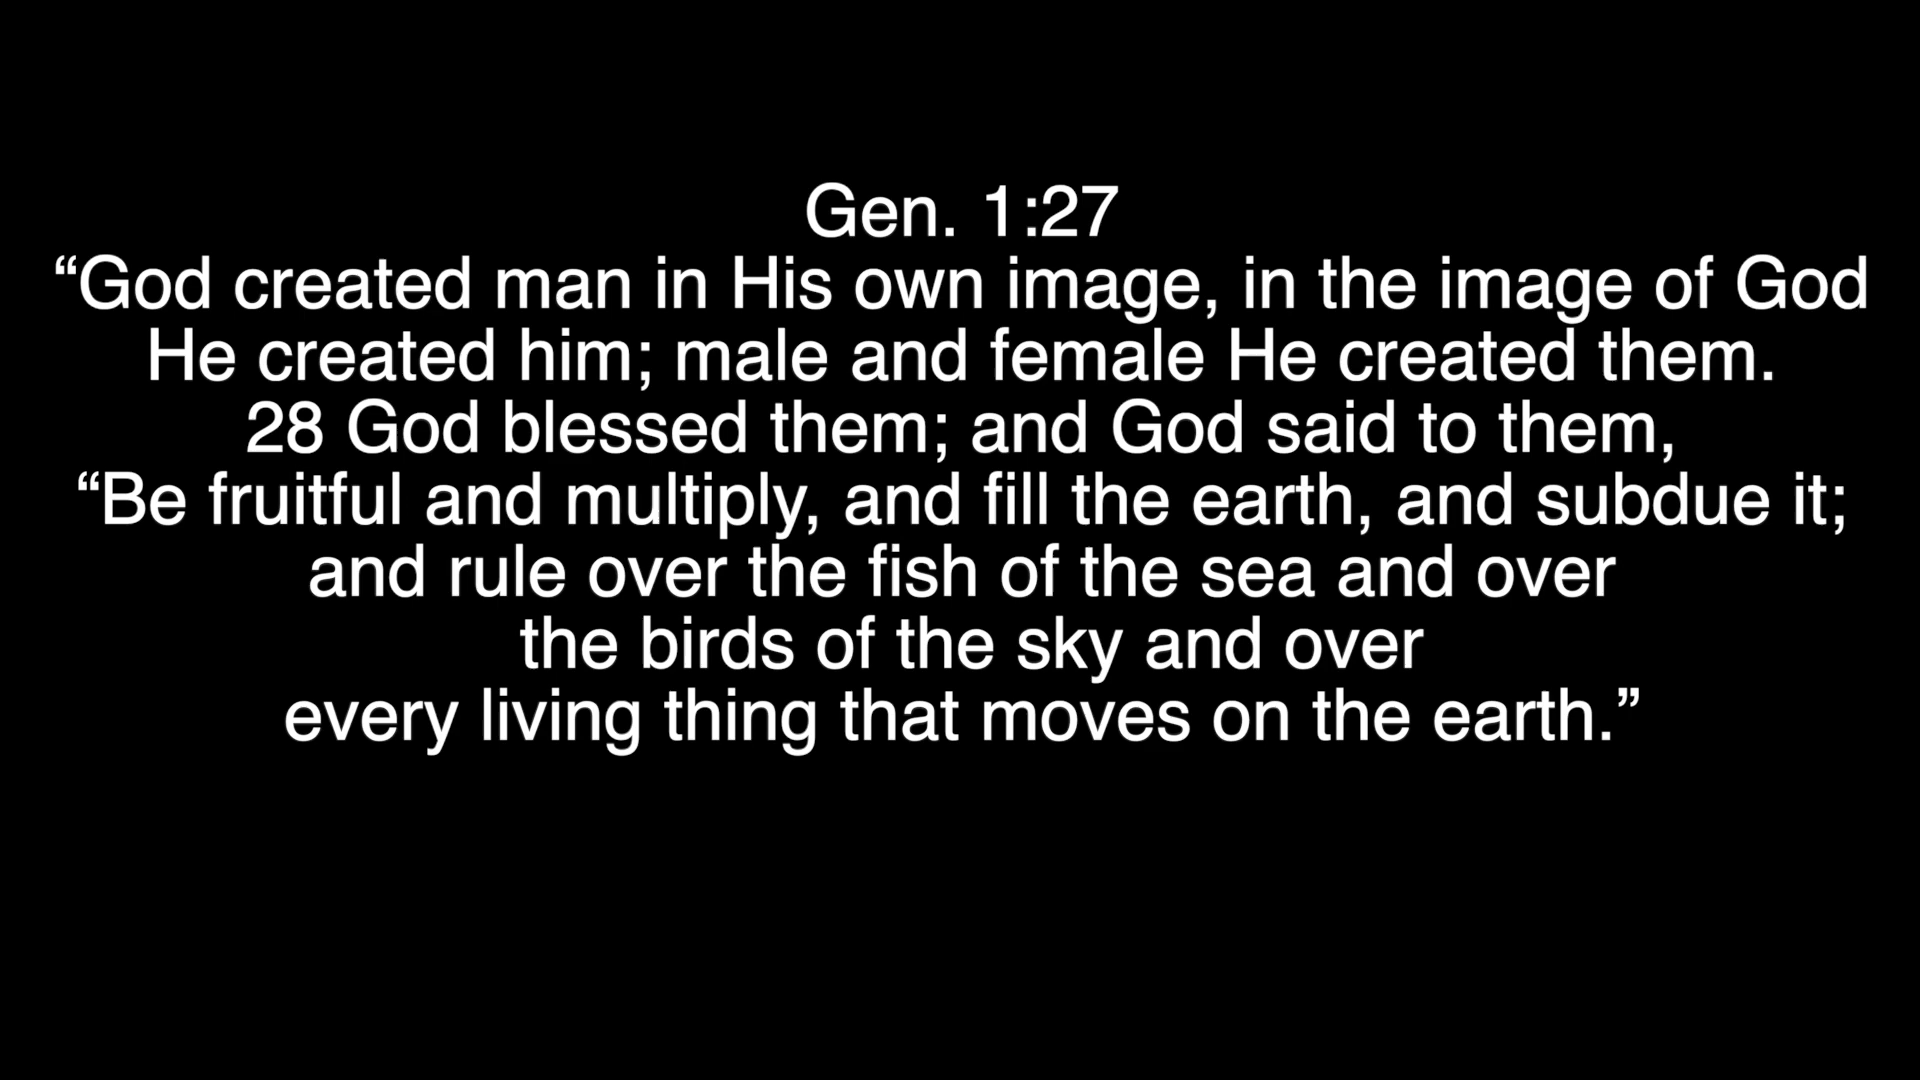 Gen. 1:27
“God created man in His own image, in the image of God
He created him; male and female He created them.
28 God blessed them; and God said to them,
“Be fruitful and multiply, and fill the earth, and subdue it;
and rule over the fish of the sea and over
the birds of the sky and over
every living thing that moves on the earth.”